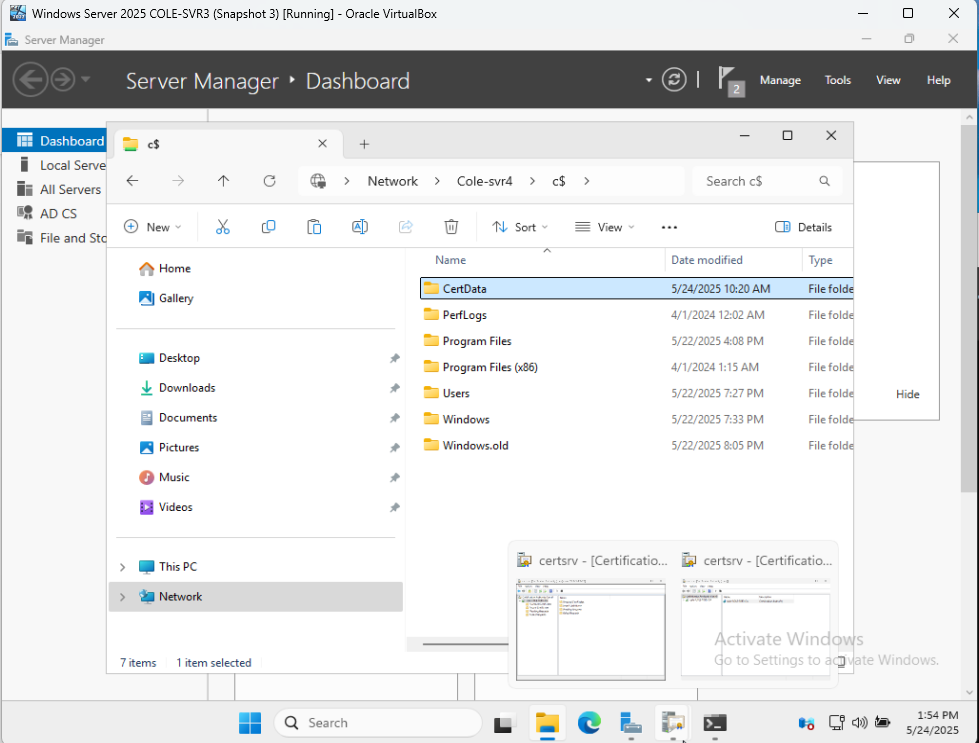 Windows Server 2025 COLE-SVR3 (Snapshot 3) [Running] - Oracle VirtualBox
Server Manager
Server Manager ‣ Dashboard
2
Manage
Tools
View
Help
Dashboard
Local Serve
All Servers
AD CS
File and Sto
c$
Network
Cole-svr4
c$
Search c$
New
Sort
View
Details
Home
Gallery
Desktop
Downloads
Documents
Pictures
Music
Videos
This PC
Network
Name Date modified Type
CertData 5/24/2025 10:20 AM File folde
PerfLogs 4/1/2024 12:02 AM File folde
Program Files 5/22/2025 4:08 PM File folde
Program Files (x86) 4/1/2024 1:15 AM File folde
Users 5/22/2025 7:27 PM File folde
Windows 5/22/2025 7:33 PM File folde
Windows.old 5/22/2025 8:05 PM File folde
Hide
certsrv - [Certificatio...
certsrv - [Certificatio...
Activate Windows
Go to Settings to activate Windows.
7 items 1 item selected
Search
1:54 PM
5/24/2025